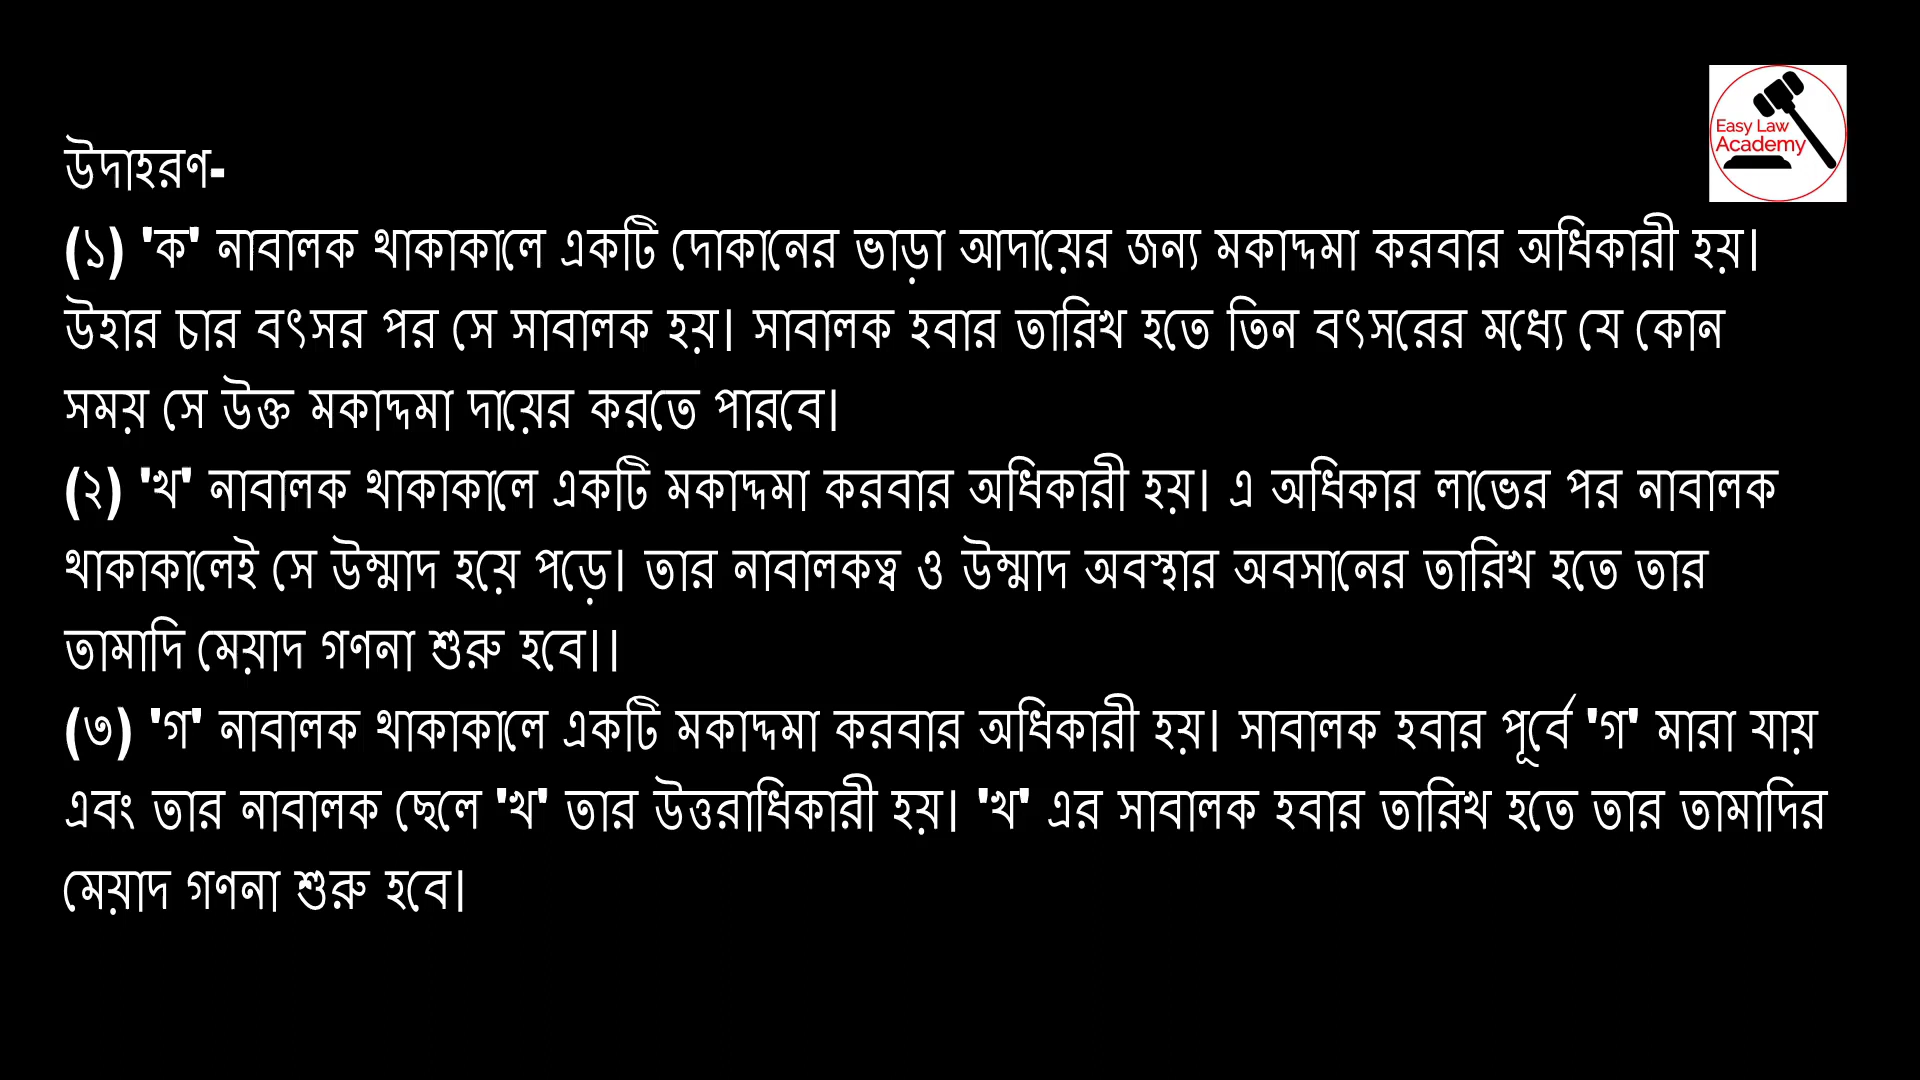 Easy Law
Academy
উদাহরণ-
(১) 'ক' নাবালক থাকাকালে একটি দোকানের ভাড়া আদায়ের জন্য মকাদ্দমা করবার অধিকারী হয়।
উহার চার বৎসর পর সে সাবালক হয়। সাবালক হবার তারিখ হতে তিন বৎসরের মধ্যে যে কোন
সময় সে উক্ত মকাদ্দমা দায়ের করতে পারবে।
(২) 'খ' নাবালক থাকাকালে একটি মকাদ্দমা করবার অধিকারী হয়। এ অধিকার লাভের পর নাবালক
থাকাকালেই সে উম্মাদ হয়ে পড়ে। তার নাবালকত্ব ও উম্মাদ অবস্থার অবসানের তারিখ হতে তার
তামাদি মেয়াদ গণনা শুরু হবে।।
(৩) 'গ' নাবালক থাকাকালে একটি মকাদ্দমা করবার অধিকারী হয়। সাবালক হবার পূর্বে 'গ' মারা যায়
এবং তার নাবালক ছেলে 'খ' তার উত্তরাধিকারী হয়। 'খ' এর সাবালক হবার তারিখ হতে তার তামাদির
মেয়াদ গণনা শুরু হবে।